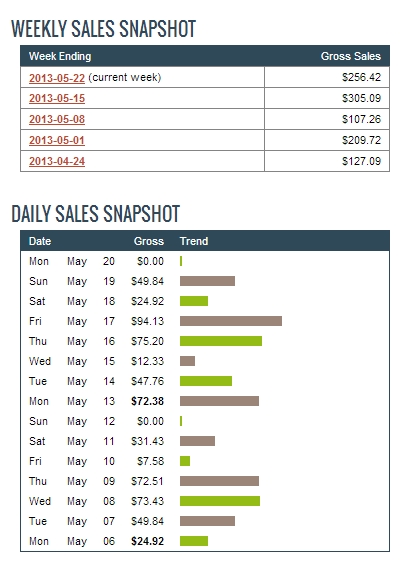 WEEKLY SALES SNAPSHOT
Week Ending Gross Sales
2013-05-22 (current week) $256.42
2013-05-15 $305.09
2013-05-08 $107.26
2013-05-01 $209.72
2013-04-24 $127.09
DAILY SALES SNAPSHOT
Date Gross Trend
Mon May 20 $0.00
Sun May 19 $49.84
Sat May 18 $24.92
Fri May 17 $94.13
Thu May 16 $75.20
Wed May 15 $12.33
Tue May 14 $47.76
Mon May 13 $72.38
Sun May 12 $0.00
Sat May 11 $31.43
Fri May 10 $7.58
Thu May 09 $72.51
Wed May 08 $73.43
Tue May 07 $49.84
Mon May 06 $24.92